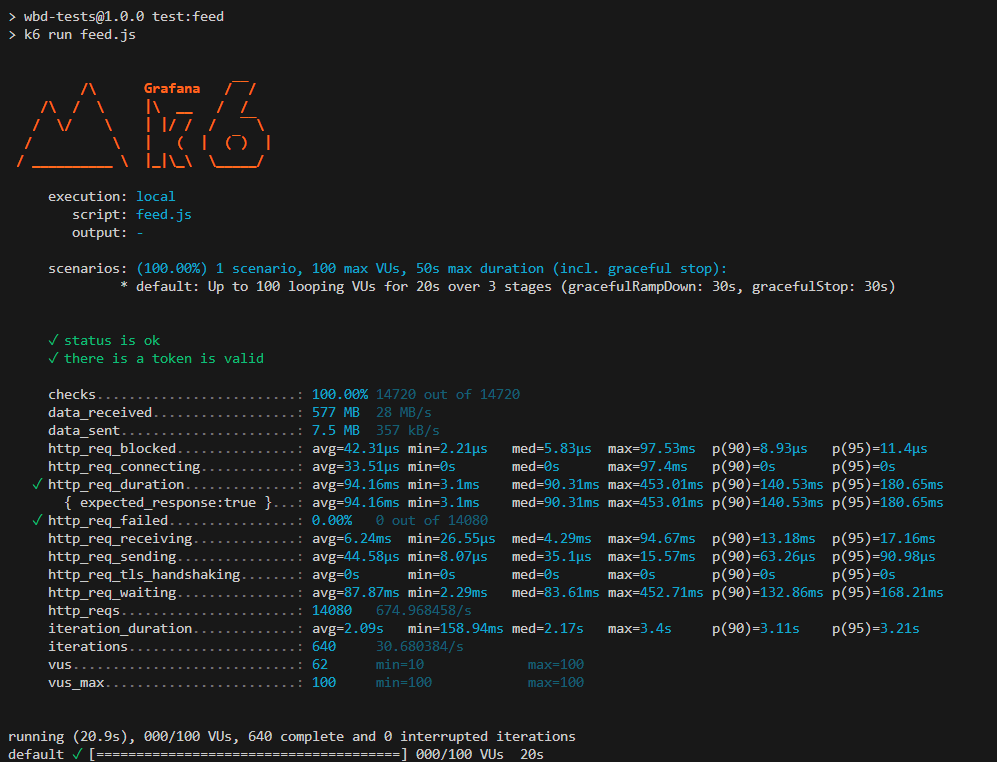 > wbd-tests@1.0.0 test:feed
> k6 run feed.js
         /\      Grafana   /‾‾/
    /\  /  \     |\  __   /  /
   /  \/    \    | |/ /  /   ‾‾\
  /          \   |   (  |  (‾)  |
 / __________ \  |_|\_\  \_____/
     execution: local
        script: feed.js
        output: -
     scenarios: (100.00%) 1 scenario, 100 max VUs, 50s max duration (incl. graceful stop):
              * default: Up to 100 looping VUs for 20s over 3 stages (gracefulRampDown: 30s, gracefulStop: 30s)
     ✓ status is ok
     ✓ there is a token is valid
     checks.........................: 100.00% 14720 out of 14720
     data_received..................: 577 MB  28 MB/s
     data_sent......................: 7.5 MB  357 kB/s
     http_req_blocked...............: avg=42.31µs min=2.21µs   med=5.83µs  max=97.53ms  p(90)=8.93µs   p(95)=11.4µs
     http_req_connecting............: avg=33.51µs min=0s       med=0s      max=97.4ms   p(90)=0s       p(95)=0s
   ✓ http_req_duration..............: avg=94.16ms min=3.1ms    med=90.31ms max=453.01ms p(90)=140.53ms p(95)=180.65ms
       { expected_response:true }...: avg=94.16ms min=3.1ms    med=90.31ms max=453.01ms p(90)=140.53ms p(95)=180.65ms
   ✓ http_req_failed................: 0.00%   0 out of 14080
     http_req_receiving.............: avg=6.24ms  min=26.55µs  med=4.29ms  max=94.67ms  p(90)=13.18ms  p(95)=17.16ms
     http_req_sending...............: avg=44.58µs min=8.07µs   med=35.1µs  max=15.57ms  p(90)=63.26µs  p(95)=90.98µs
     http_req_tls_handshaking.......: avg=0s      min=0s       med=0s      max=0s       p(90)=0s       p(95)=0s
     http_req_waiting...............: avg=87.87ms min=2.29ms   med=83.61ms max=452.71ms p(90)=132.86ms p(95)=168.21ms
     http_reqs......................: 14080   674.968458/s
     iteration_duration.............: avg=2.09s   min=158.94ms med=2.17s   max=3.4s     p(90)=3.11s    p(95)=3.21s
     iterations.....................: 640     30.680384/s
     vus............................: 62      min=10             max=100
     vus_max........................: 100     min=100            max=100
running (20.9s), 000/100 VUs, 640 complete and 0 interrupted iterations
default ✓ [======================================] 000/100 VUs  20s